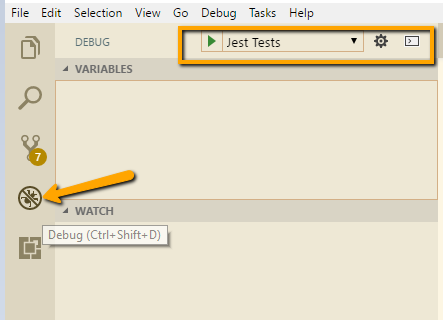 File Edit Selection View Go Debug Tasks Help
DEBUG Jest Tests
VARIABLES
7
WATCH
Debug (Ctrl+Shift+D)